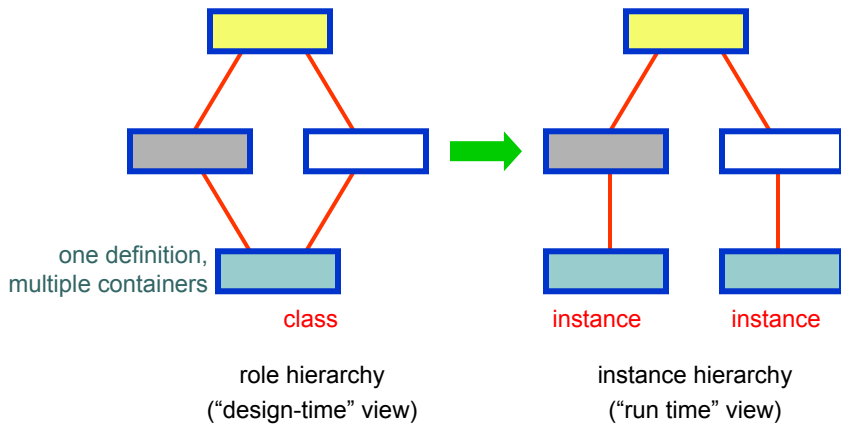 one definition,
multiple containers
class
instance
instance
role hierarchy
(“design-time” view)
instance hierarchy
(“run time” view)